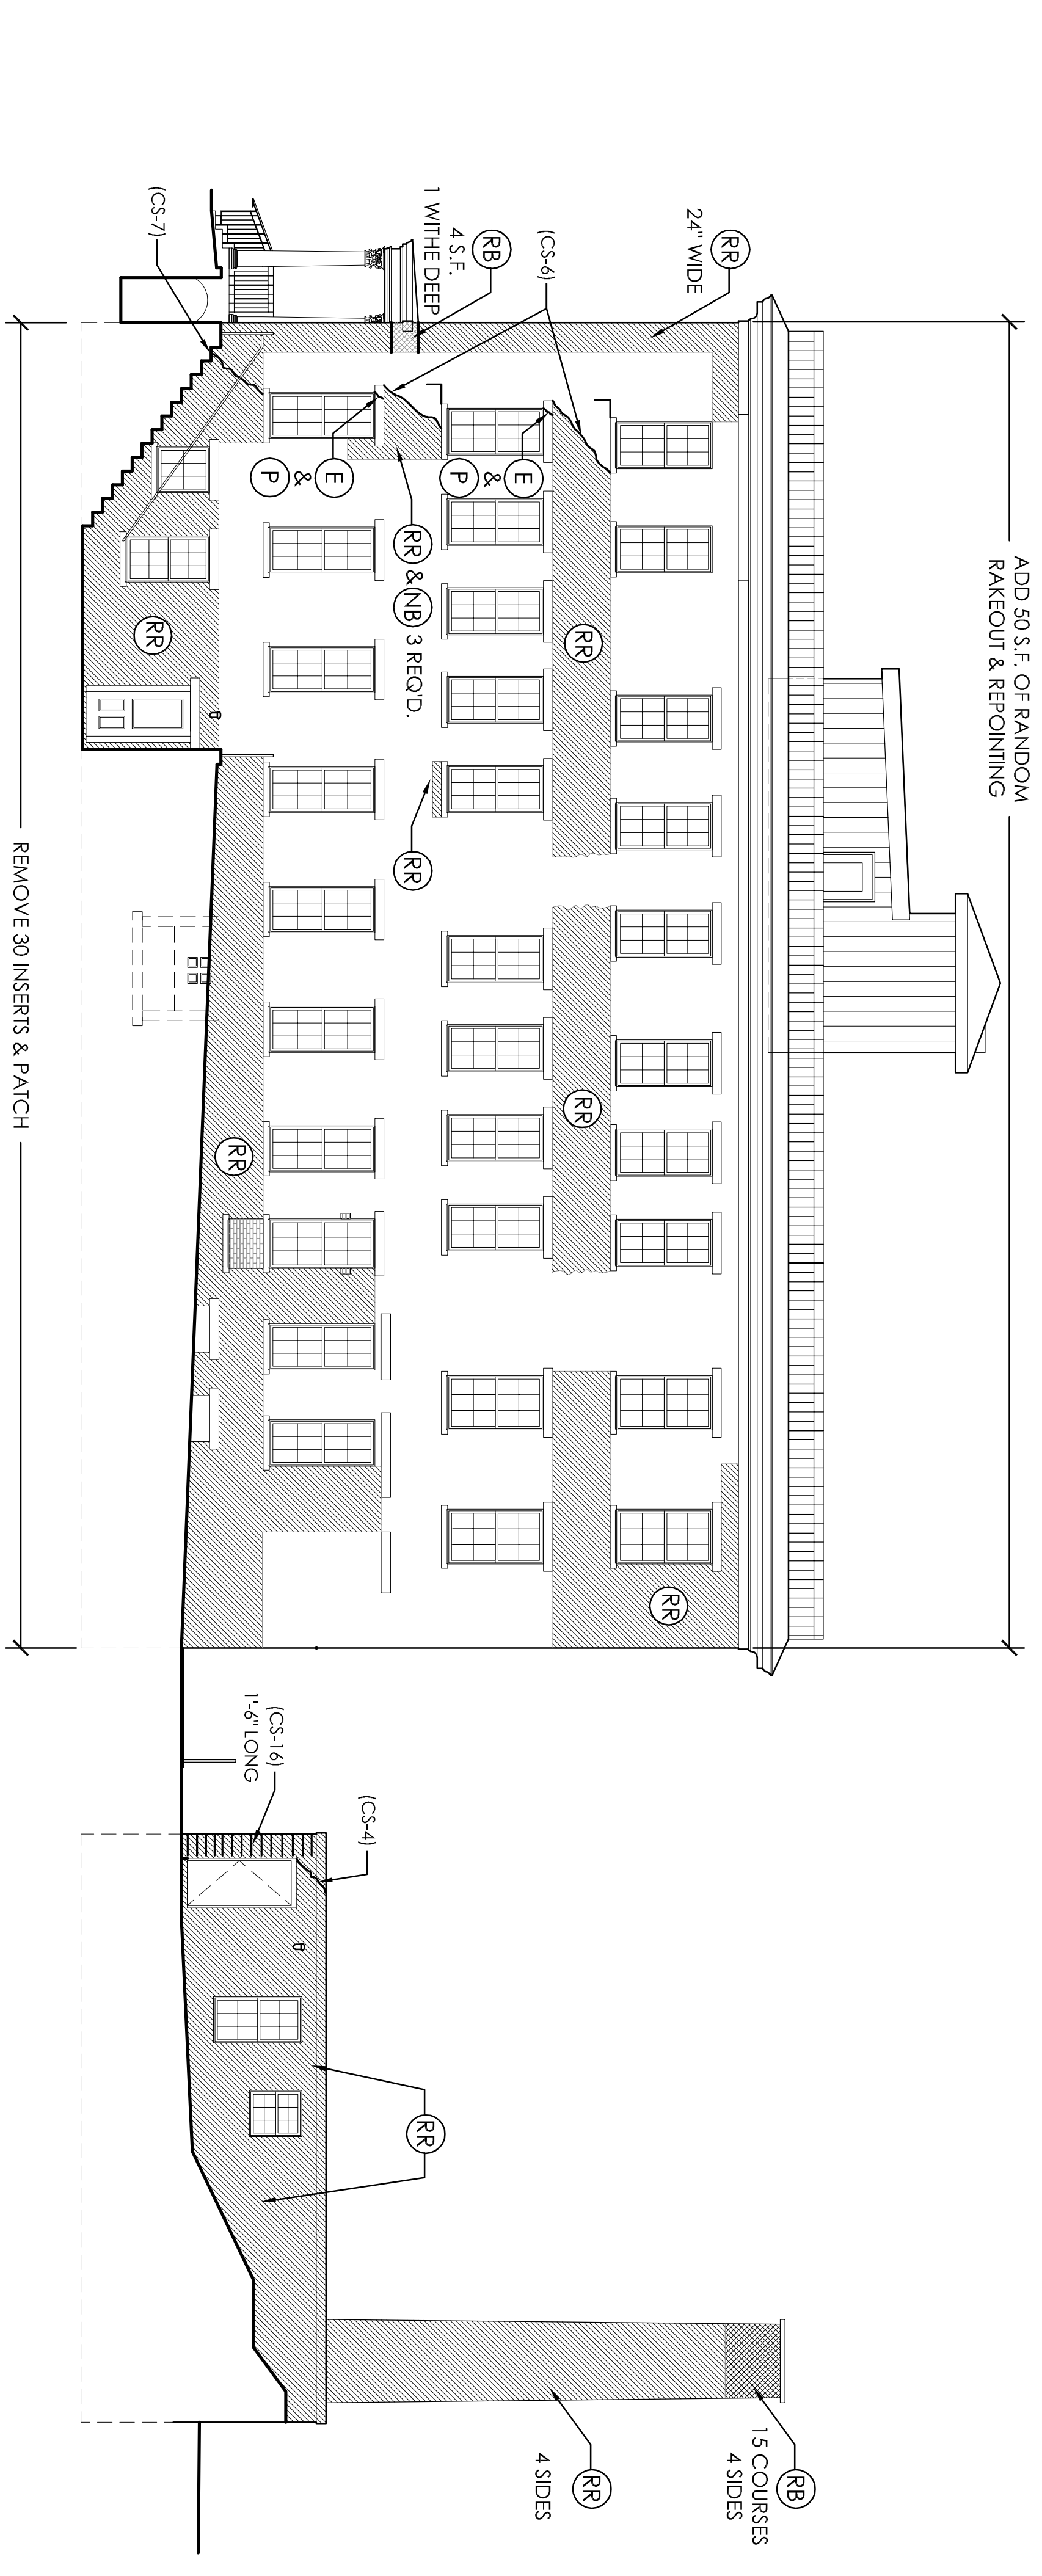 ADD 50 S.F. OF RANDOM
RAKEOUT & REPOINTING
RR
24" WIDE
(CS-6)
RB
4 S.F.
1 WITHE DEEP
(CS-7)
E
& P
E
& P
RR & NB 3 REQ'D.
RR
RR
RR
RR
RR
RR
REMOVE 30 INSERTS & PATCH
(CS-16)
1'-6" LONG
(CS-4)
RR
RB
15 COURSES
4 SIDES
RR
4 SIDES